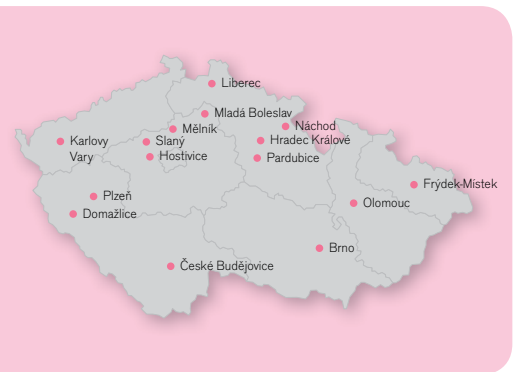 Liberec
Mladá Boleslav
Mělník
Náchod
Karlovy
Vary
Slaný
Hradec Králové
Hostivice
Pardubice
Frýdek-Místek
Plzeň
Olomouc
Domažlice
Brno
České Budějovice